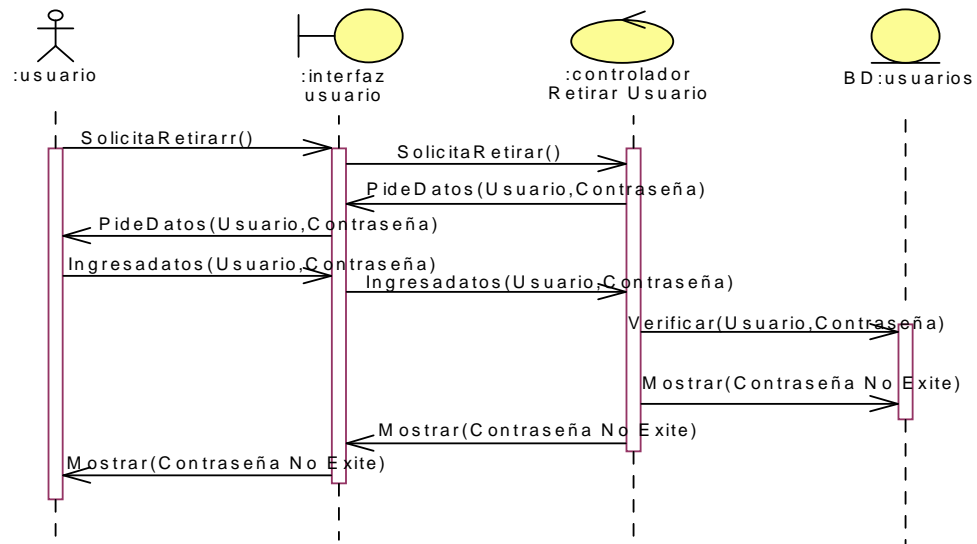 :usuario
:interfaz
usuario
:controlador
Retirar Usuario
BD:usuarios
SolicitaRetirarr()
SolicitaRetirar()
PideDatos(Usuario,Contraseña)
PideDatos(Usuario,Contraseña)
Ingresadatos(Usuario,Contraseña)
Ingresadatos(Usuario,Contraseña)
Verificar(Usuario,Contraseña)
Mostrar(Contraseña No Exite)
Mostrar(Contraseña No Exite)
Mostrar(Contraseña No Exite)